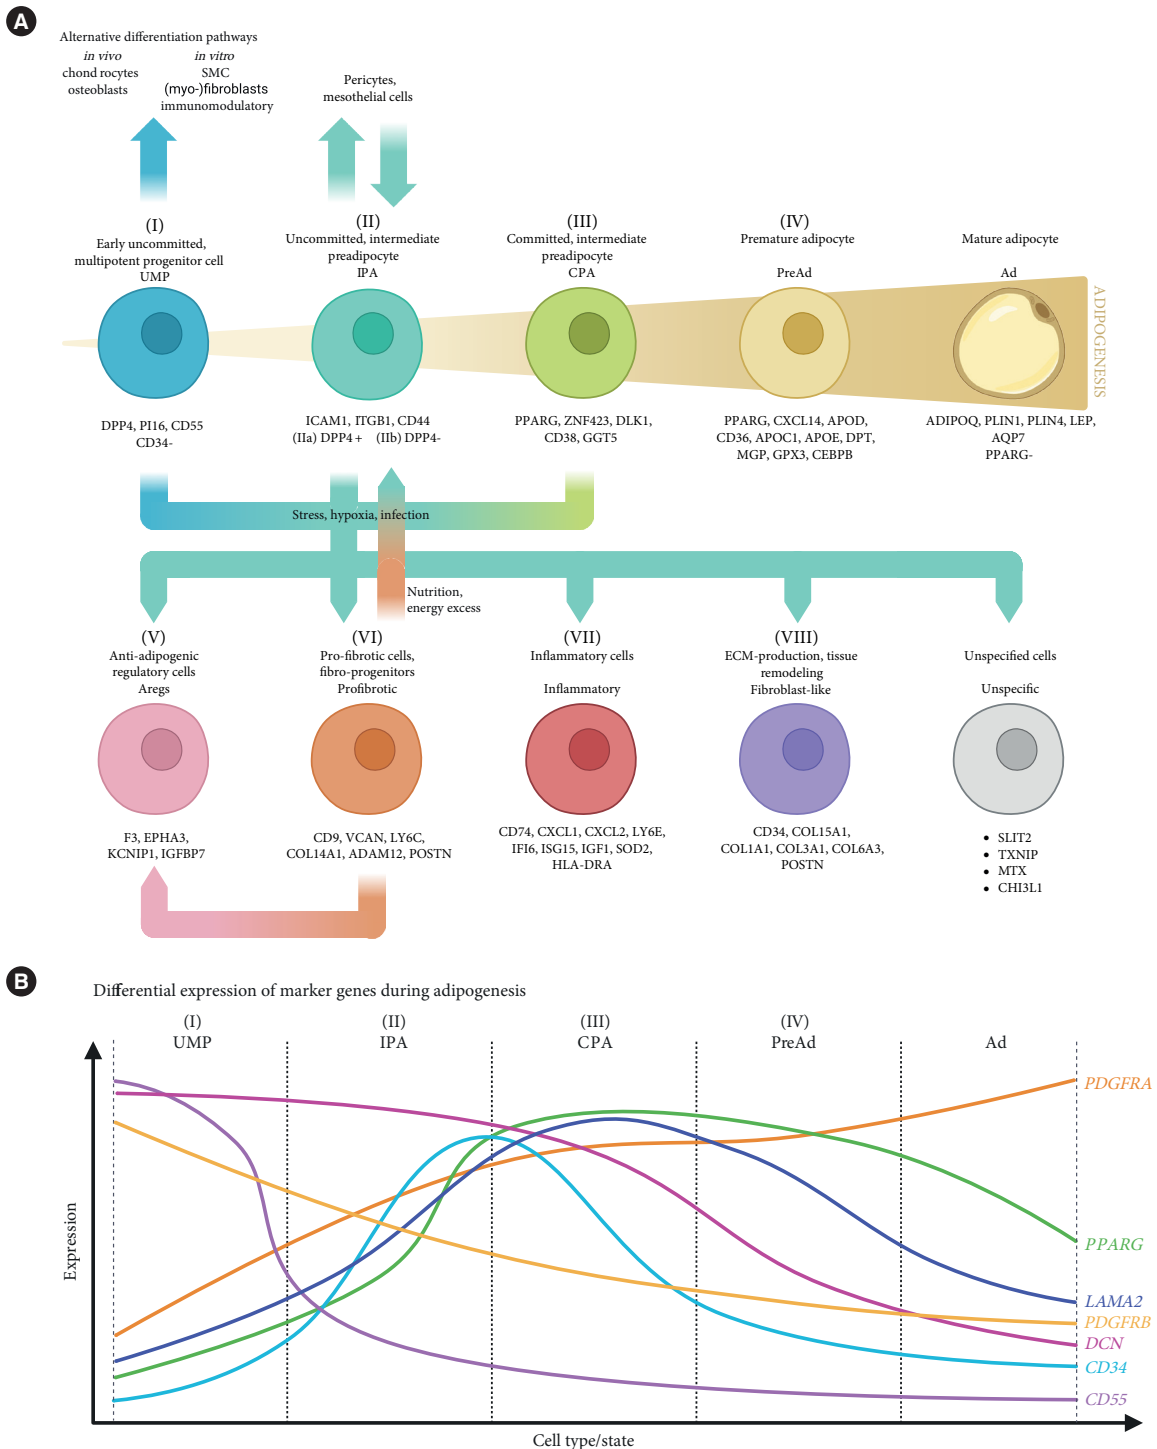 A
Alternative differentiation pathways
in vivo
chond rocytes
osteoblasts
in vitro
SMC
(myo-)fibroblasts
immunomodulatory
Pericytes,
mesothelial cells
(I)
Early uncommitted,
multipotent progenitor cell
UMP
(II)
Uncommitted, intermediate
preadipocyte
IPA
(III)
Committed, intermediate
preadipocyte
CPA
(IV)
Premature adipocyte
PreAd
Mature adipocyte
Ad
ADIPOGENESIS
DPP4, PI16, CD55
CD34-
ICAM1, ITGB1, CD44
(IIa) DPP4 + (IIb) DPP4-
PPARG, ZNF423, DLK1,
CD38, GGT5
PPARG, CXCL14, APOD,
CD36, APOC1, APOE, DPT,
MGP, GPX3, CEBPB
ADIPOQ, PLIN1, PLIN4, LEP,
AQP7
PPARG-
Stress, hypoxia, infection
Nutrition,
energy excess
(V)
Anti-adipogenic
regulatory cells
Aregs
(VI)
Pro-fibrotic cells,
fibro-progenitors
Profibrotic
(VII)
Inflammatory cells
Inflammatory
(VIII)
ECM-production, tissue
remodeling
Fibroblast-like
Unspecified cells
Unspecific
F3, EPHA3,
KCNIP1, IGFBP7
CD9, VCAN, LY6C,
COL14A1, ADAM12, POSTN
CD74, CXCL1, CXCL2, LY6E,
IFI6, ISG15, IGF1, SOD2,
HLA-DRA
CD34, COL15A1,
COL1A1, COL3A1, COL6A3,
POSTN
• SLIT2
• TXNIP
• MTX
• CHI3L1
B
Differential expression of marker genes during adipogenesis
(I)
UMP
(II)
IPA
(III)
CPA
(IV)
PreAd
Ad
Expression
PDGFRA
PPARG
LAMA2
PDGFRB
DCN
CD34
CD55
Cell type/state